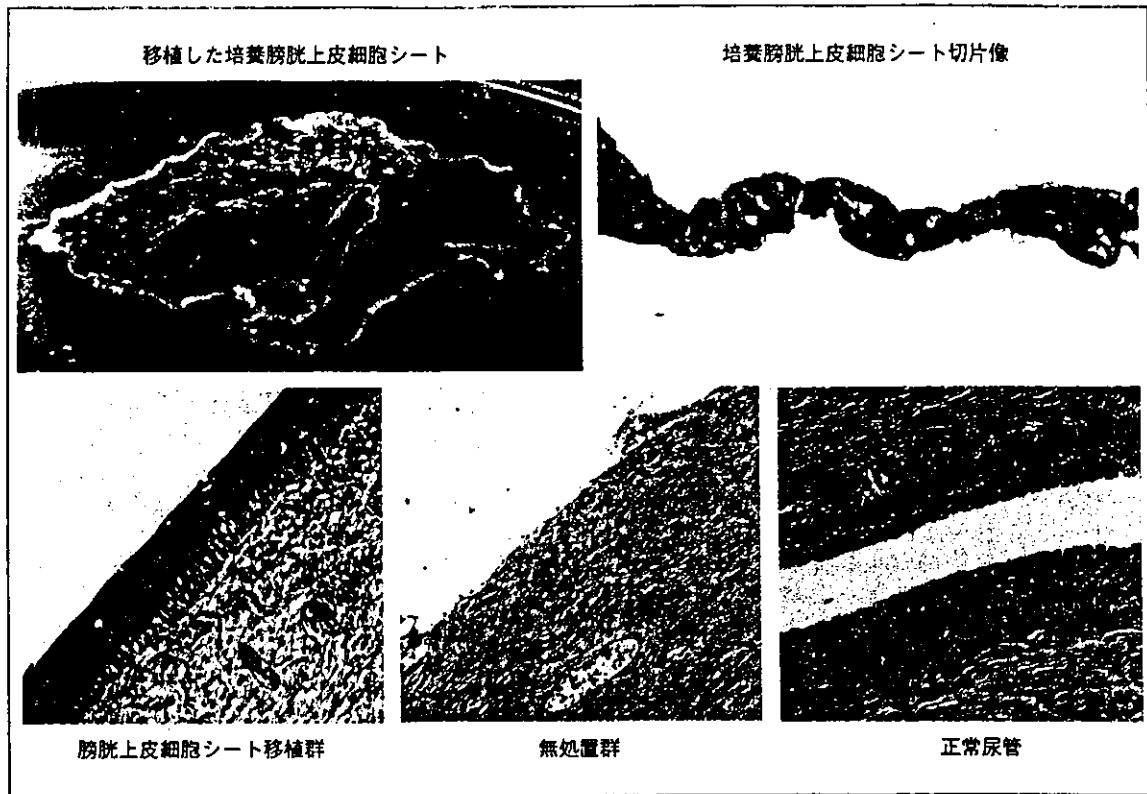 移植した培養膀胱上皮細胞シート
培養膀胱上皮細胞シート切片像
膀胱上皮細胞シート移植群
無処置群
正常尿管